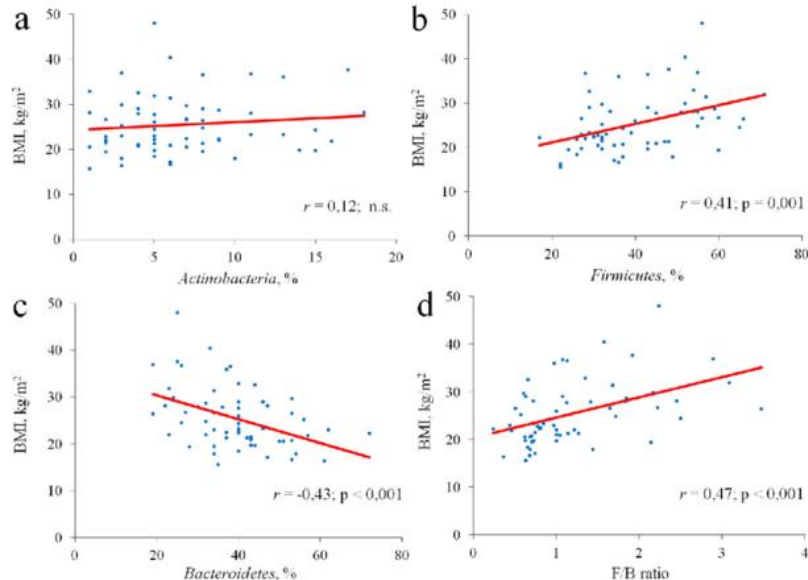 a
BMI, kg/m²
50
40
30
20
10
0
r = 0,12; n.s.
0 5 10 15 20
Actinobacteria, %
b
BMI, kg/m²
50
40
30
20
10
0
r = 0,41; p = 0,001
0 20 40 60 80
Firmicutes, %
c
BMI, kg/m²
50
40
30
20
10
0
r = -0,43; p < 0,001
0 20 40 60 80
Bacteroidetes, %
d
BMI, kg/m²
50
40
30
20
10
0
r = 0,47; p < 0,001
0 1 2 3 4
F/B ratio